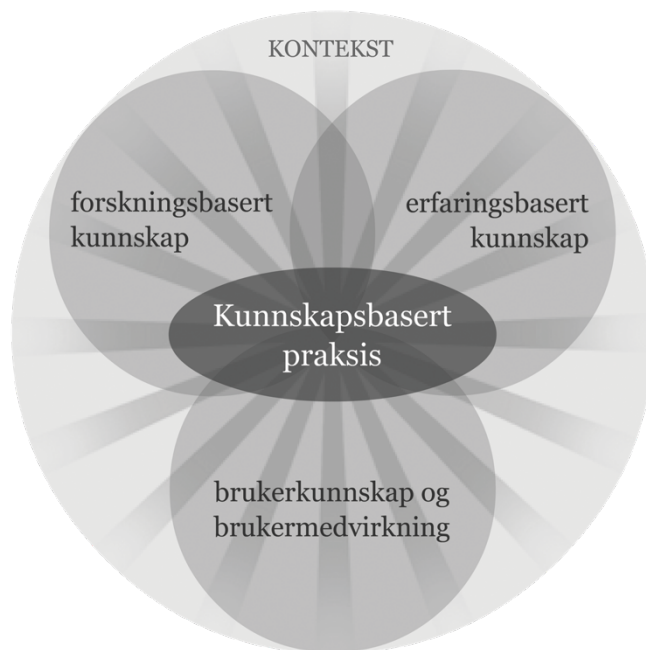 KONTEKST
forskningsbasert
kunnskap
erfaringsbasert
kunnskap
Kunnskapsbasert
praksis
brukerkunnskap og
brukermedvirkning